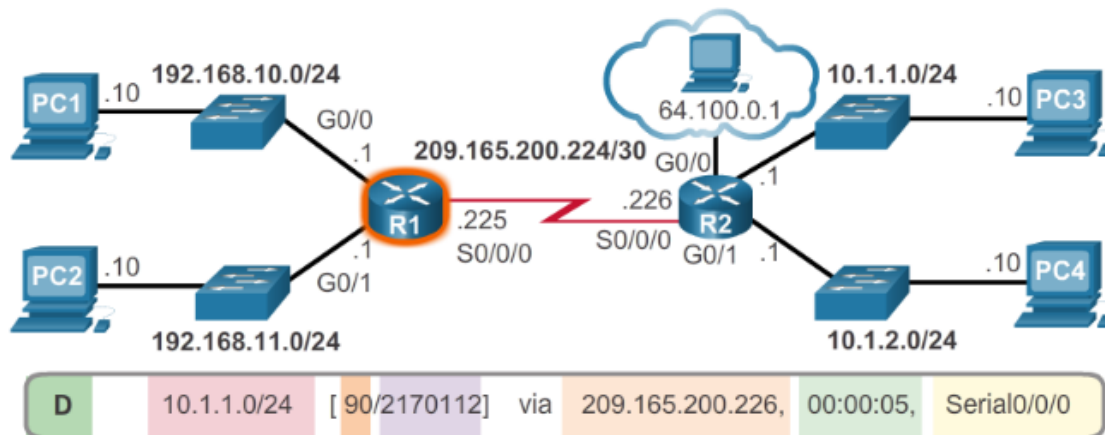 192.168.10.0/24
10.1.1.0/24
PC1
.10
64.100.0.1
.10
PC3
G0/0
209.165.200.224/30
G0/0
.1
.1
R1
.225
S0/0/0
.226
S0/0/0
R2
.1
G0/1
G0/1
.1
PC2
.10
.10
PC4
192.168.11.0/24
10.1.2.0/24
D 10.1.1.0/24 [ 90/2170112] via 209.165.200.226, 00:00:05, Serial0/0/0